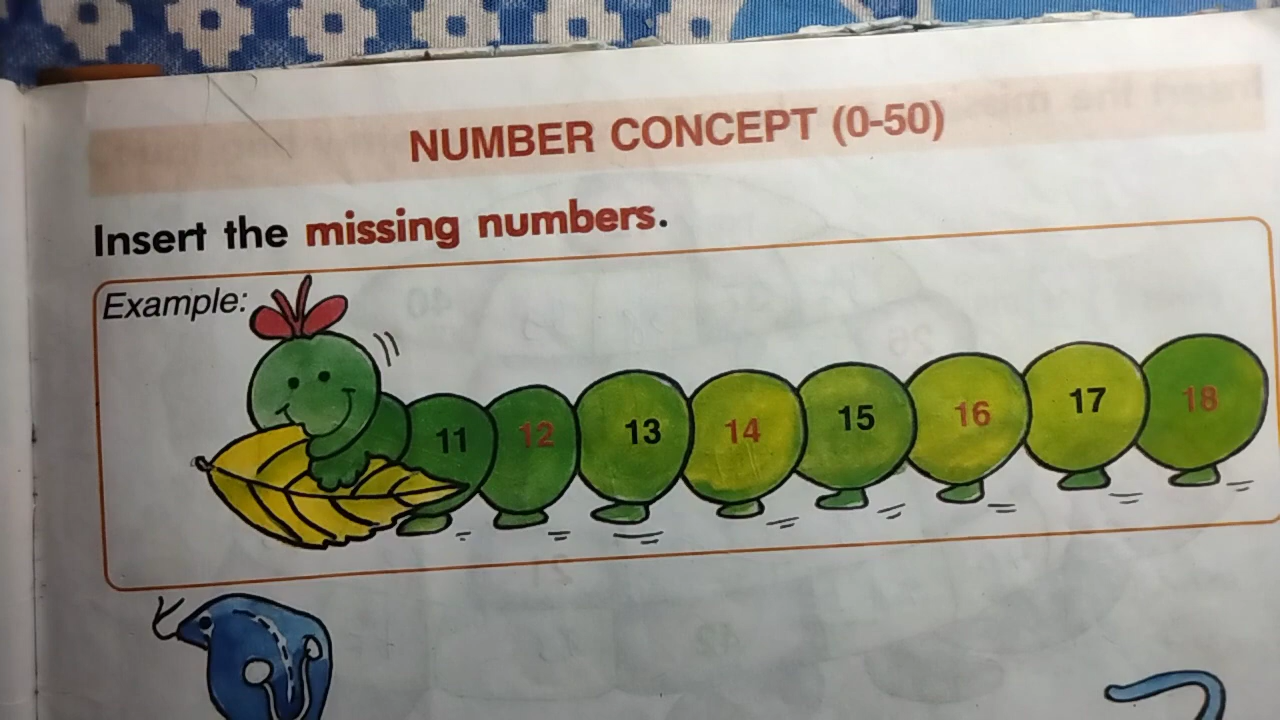 NUMBER CONCEPT (0-50)
Insert the missing numbers.
Example:
11 12 13 14 15 16 17 18